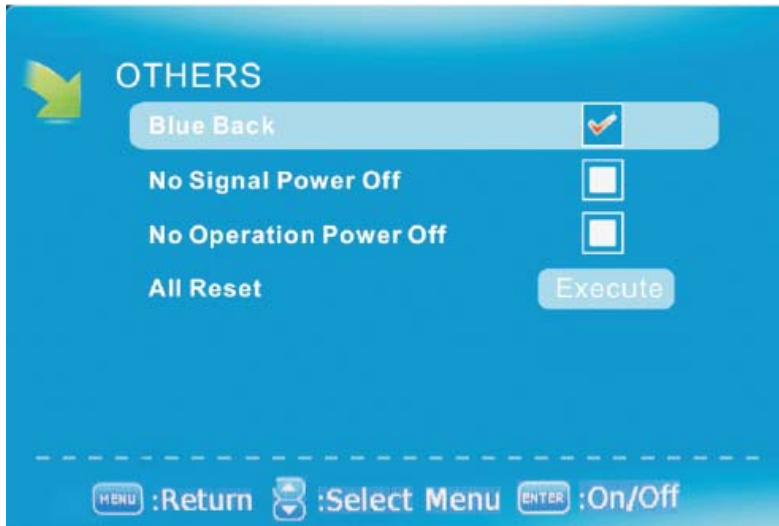 OTHERS
Blue Back
No Signal Power Off
No Operation Power Off
All Reset Execute
MENU :Return :Select Menu ENTER :On/Off